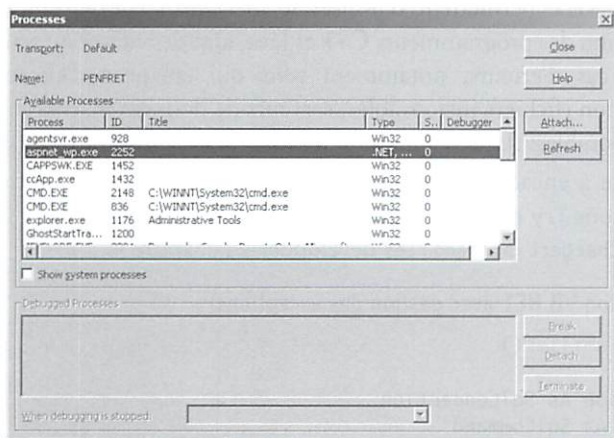 Processes
Transport: Default
Close
Name: PENFRET
Help
Available Processes
Process ID Title Type S.. Debugger
Attach...
agentsvr.exe 928 Win32 0
aspnet_wp.exe 2252 .NET, ... 0
Refresh
CAPPSWK.EXE 1452 Win32 0
ccApp.exe 1432 Win32 0
CMD.EXE 2148 C:\WINNT\System32\cmd.exe Win32 0
CMD.EXE 836 C:\WINNT\System32\cmd.exe Win32 0
explorer.exe 1176 Administrative Tools Win32 0
GhostStartTra... 1200 Win32 0
Show system processes
Debugged Processes
Break
Detach
Terminate
When debugging is stopped: